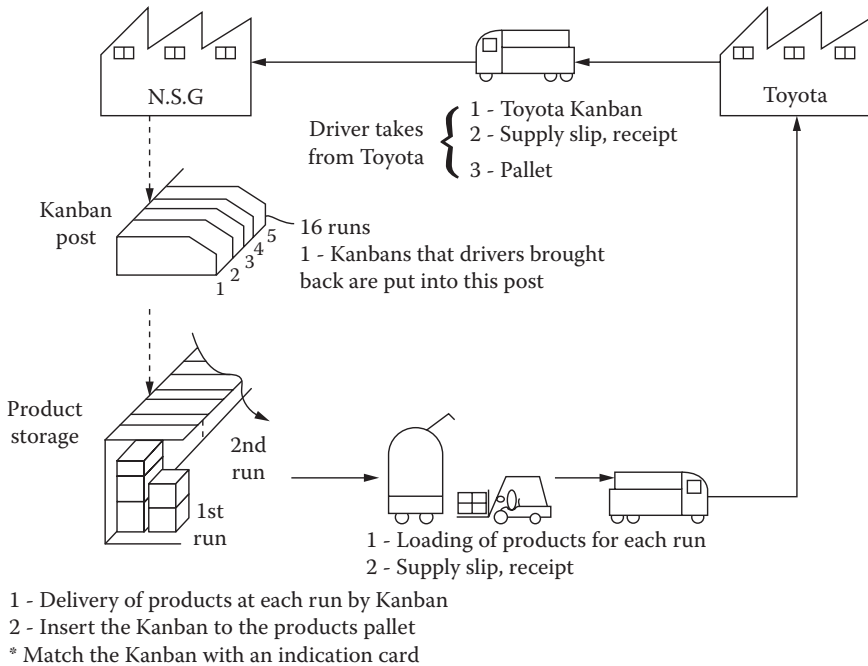 N.S.G
Toyota
Driver takes
from Toyota
1 - Toyota Kanban
2 - Supply slip, receipt
3 - Pallet
Kanban
post
1
2
3
4
5
16 runs
1 - Kanbans that drivers brought
back are put into this post
Product
storage
2nd
run
1st
run
1 - Loading of products for each run
2 - Supply slip, receipt
1 - Delivery of products at each run by Kanban
2 - Insert the Kanban to the products pallet
* Match the Kanban with an indication card